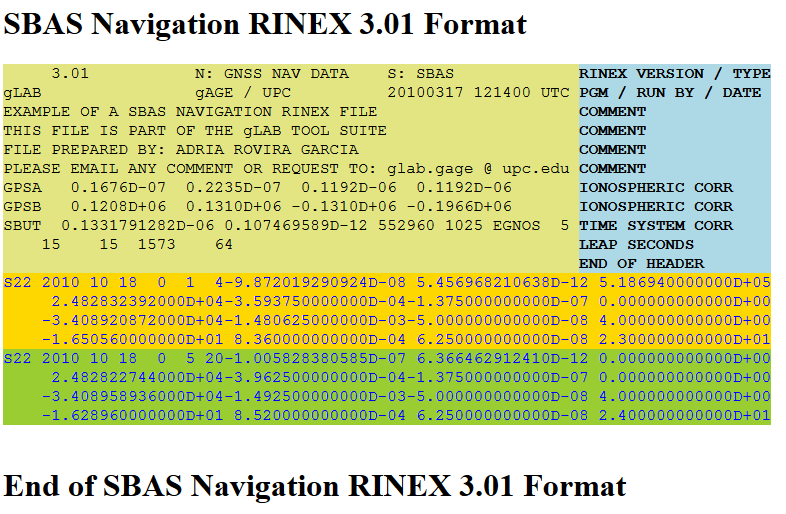 SBAS Navigation RINEX 3.01 Format
     3.01           N: GNSS NAV DATA    S: SBAS             RINEX VERSION / TYPE
gLAB                gAGE / UPC          20100317 121400 UTC PGM / RUN BY / DATE
EXAMPLE OF A SBAS NAVIGATION RINEX FILE                     COMMENT
THIS FILE IS PART OF THE gLAB TOOL SUITE                    COMMENT
FILE PREPARED BY: ADRIA ROVIRA GARCIA                       COMMENT
PLEASE EMAIL ANY COMMENT OR REQUEST TO: glab.gage @ upc.edu COMMENT
GPSA   0.1676D-07  0.2235D-07  0.1192D-06  0.1192D-06       IONOSPHERIC CORR
GPSB   0.1208D+06  0.1310D+06 -0.1310D+06 -0.1966D+06       IONOSPHERIC CORR
SBUT  0.1331791282D-06 0.107469589D-12 552960 1025 EGNOS  5 TIME SYSTEM CORR
    15    15  1573    64                                    LEAP SECONDS
                                                            END OF HEADER
S22 2010 10 18  0  1  4-9.872019290924D-08 5.456968210638D-12 5.186940000000D+05
     2.482832392000D+04-3.593750000000D-04-1.375000000000D-07 0.000000000000D+00
    -3.408920872000D+04-1.480625000000D-03-5.000000000000D-08 4.000000000000D+00
    -1.650560000000D+01 8.360000000000D-04 6.250000000000D-08 2.300000000000D+01
S22 2010 10 18  0  5 20-1.005828380585D-07 6.366462912410D-12 0.000000000000D+00
     2.482822744000D+04-3.962500000000D-04-1.375000000000D-07 0.000000000000D+00
    -3.408958936000D+04-1.492500000000D-03-5.000000000000D-08 4.000000000000D+00
    -1.628960000000D+01 8.520000000000D-04 6.250000000000D-08 2.400000000000D+01
End of SBAS Navigation RINEX 3.01 Format